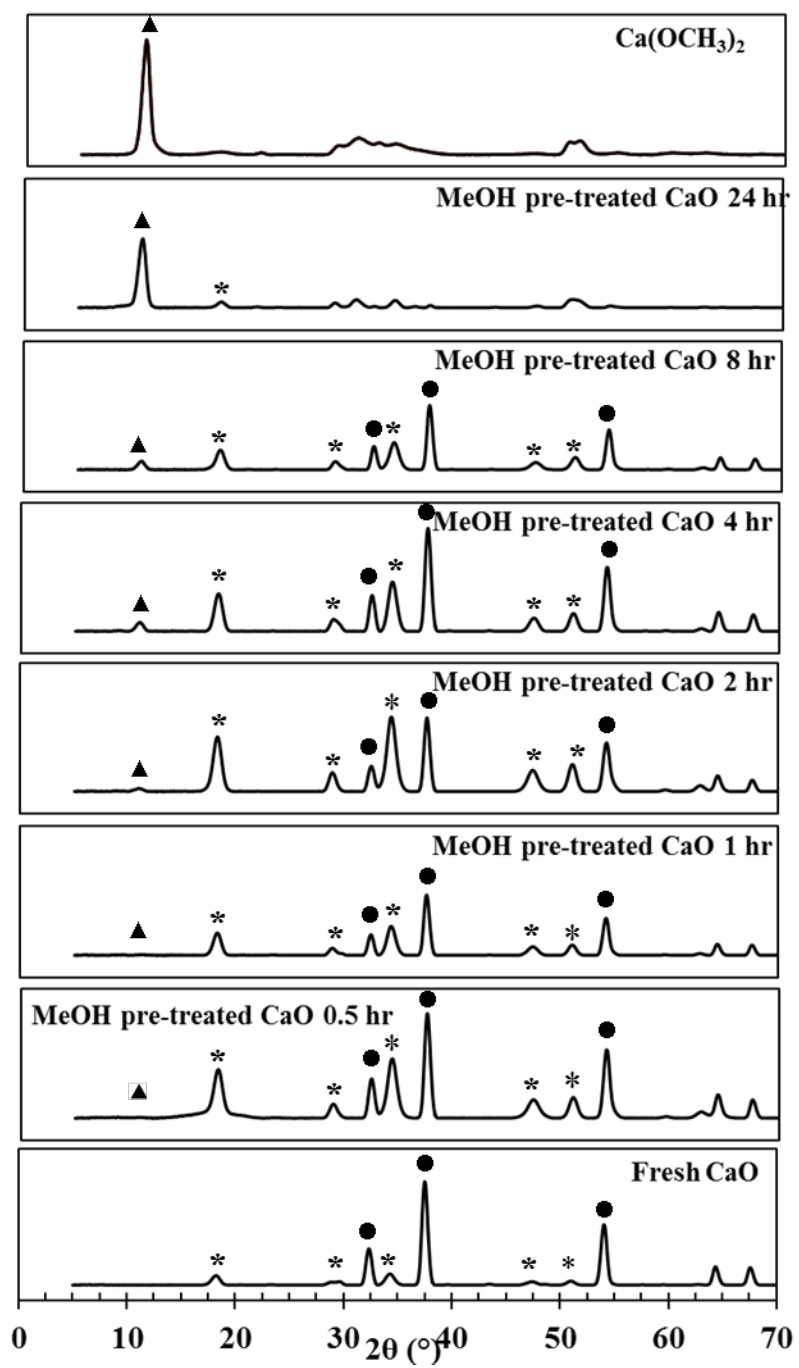 Ca(OCH3)2
MeOH pre-treated CaO 24 hr
*
MeOH pre-treated CaO 8 hr
* * * * *
MeOH pre-treated CaO 4 hr
* * * * *
MeOH pre-treated CaO 2 hr
* * * * *
MeOH pre-treated CaO 1 hr
* * * * *
MeOH pre-treated CaO 0.5 hr
* * * * *
Fresh CaO
* * * * *
0 10 20 30 40 50 60 70
2θ (°)